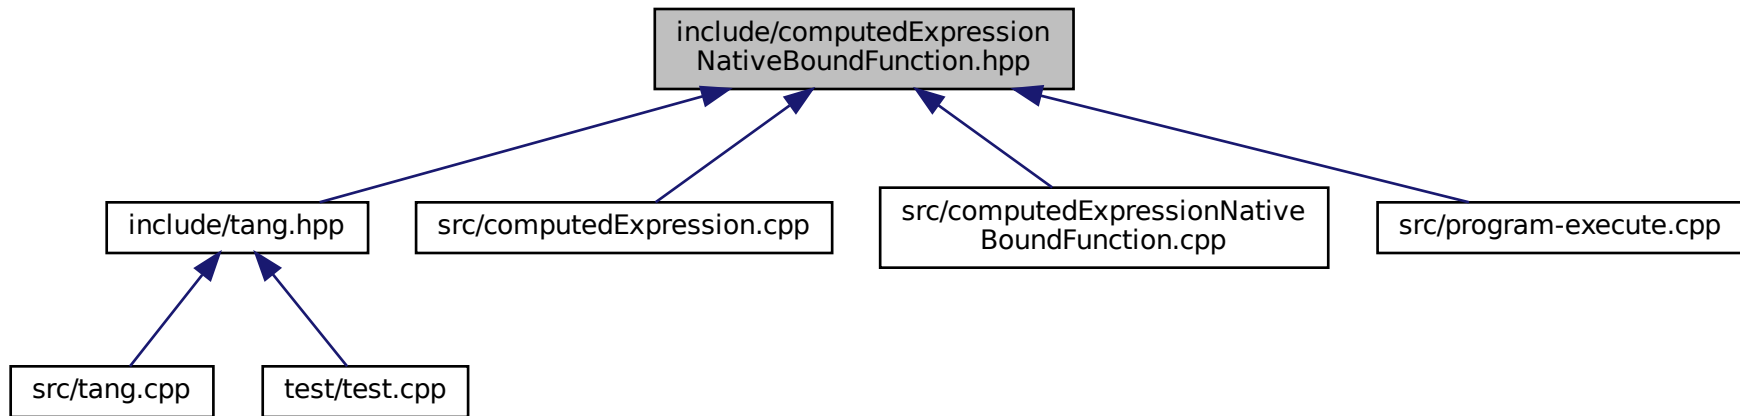 include/computedExpression
NativeBoundFunction.hpp
include/tang.hpp
src/computedExpression.cpp
src/computedExpressionNative
BoundFunction.cpp
src/program-execute.cpp
src/tang.cpp
test/test.cpp